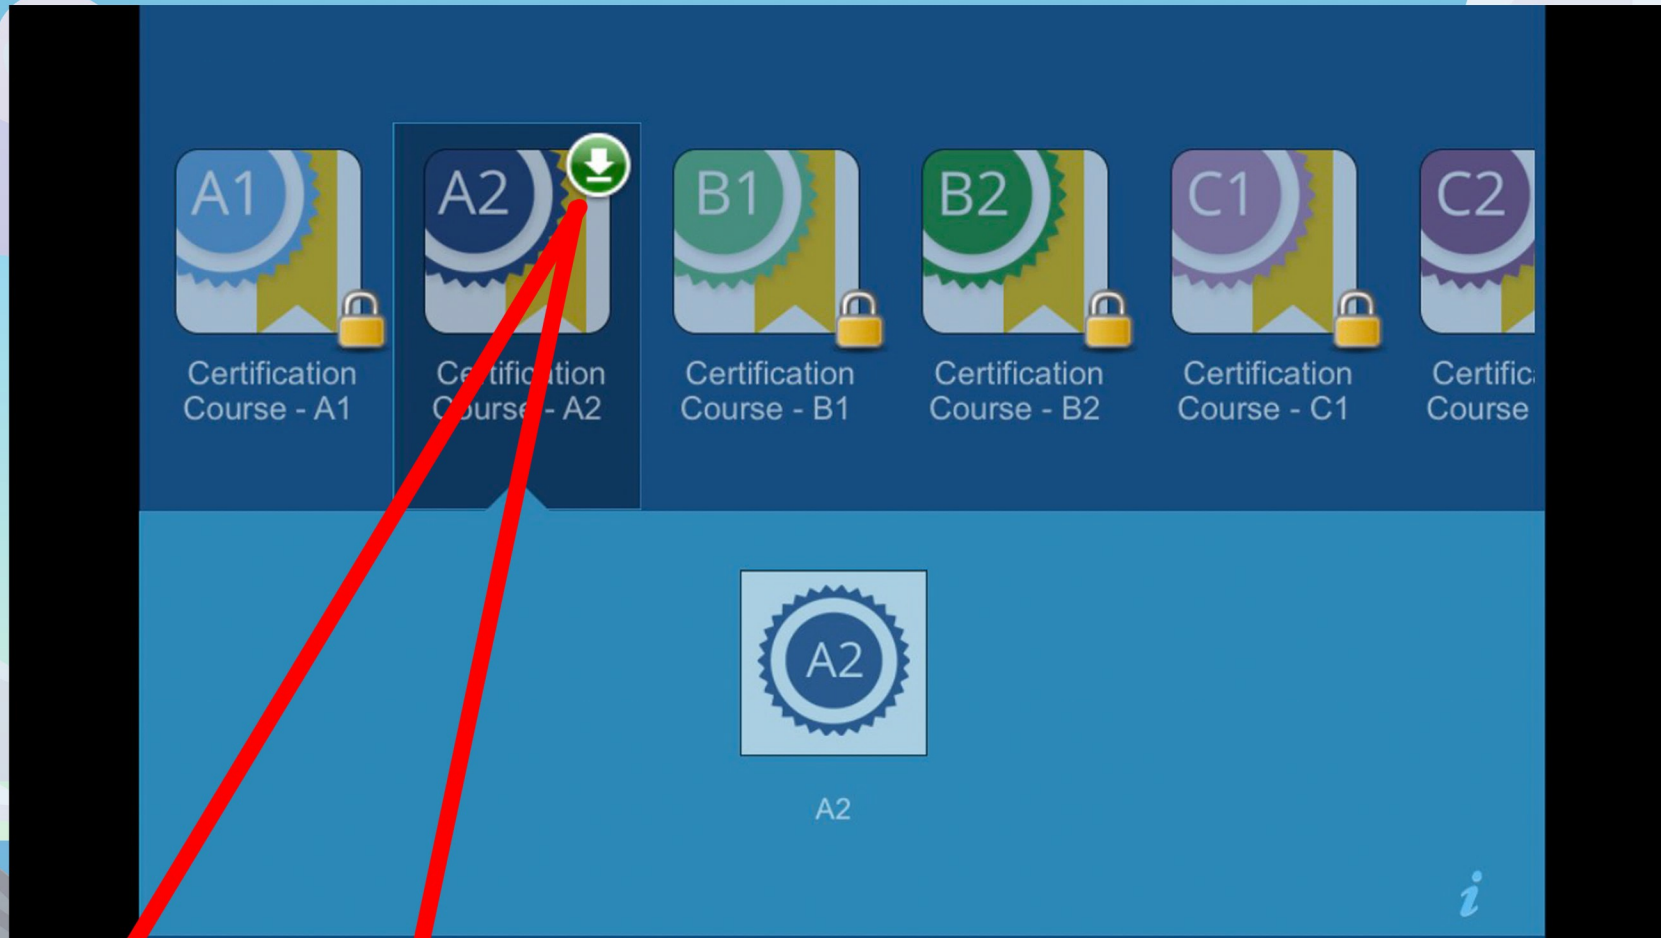 A1
A2
B1
B2
C1
C2
Certification
Course - A1
Certification
Course - A2
Certification
Course - B1
Certification
Course - B2
Certification
Course - C1
Certific
Course
A2
A2
i